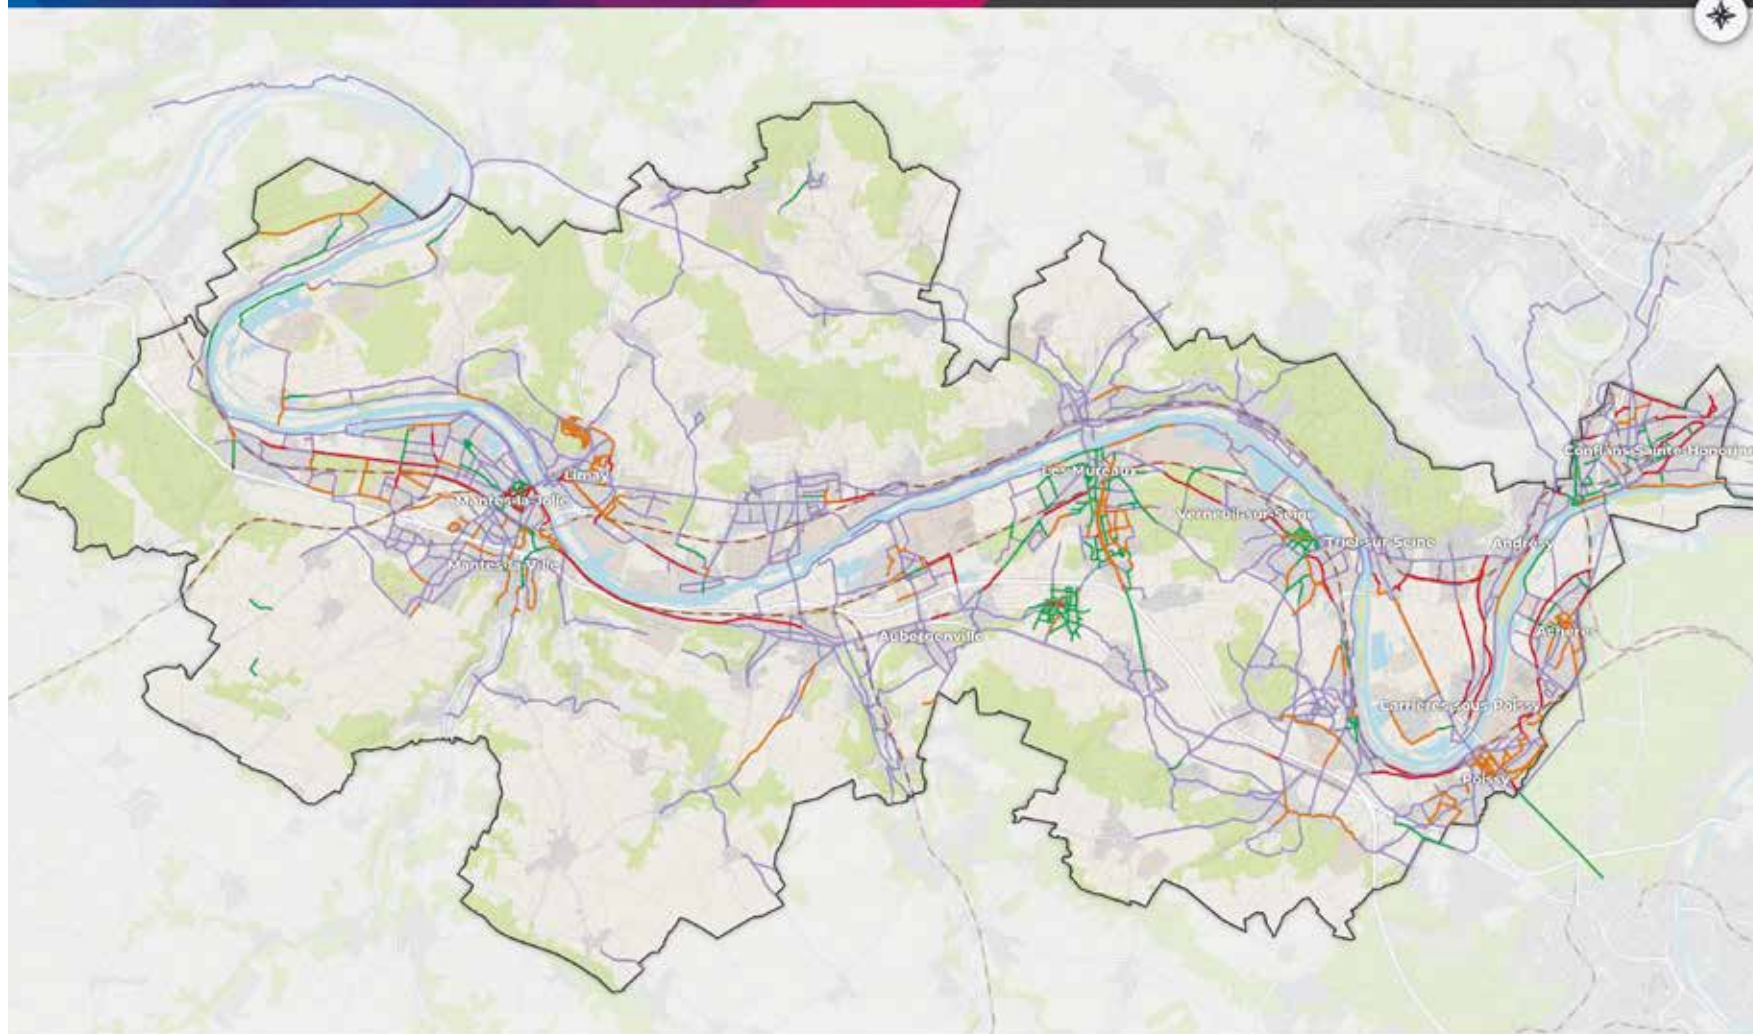 Conflans-Sainte-Honorine
Les Mureaux
Limay
Mantes-la-Jolie
Verneuil-sur-Seine
Triel-sur-Seine
Andrésy
Mantes-la-Ville
Achères
Aubergenville
Carrières-sous-Poissy
Poissy